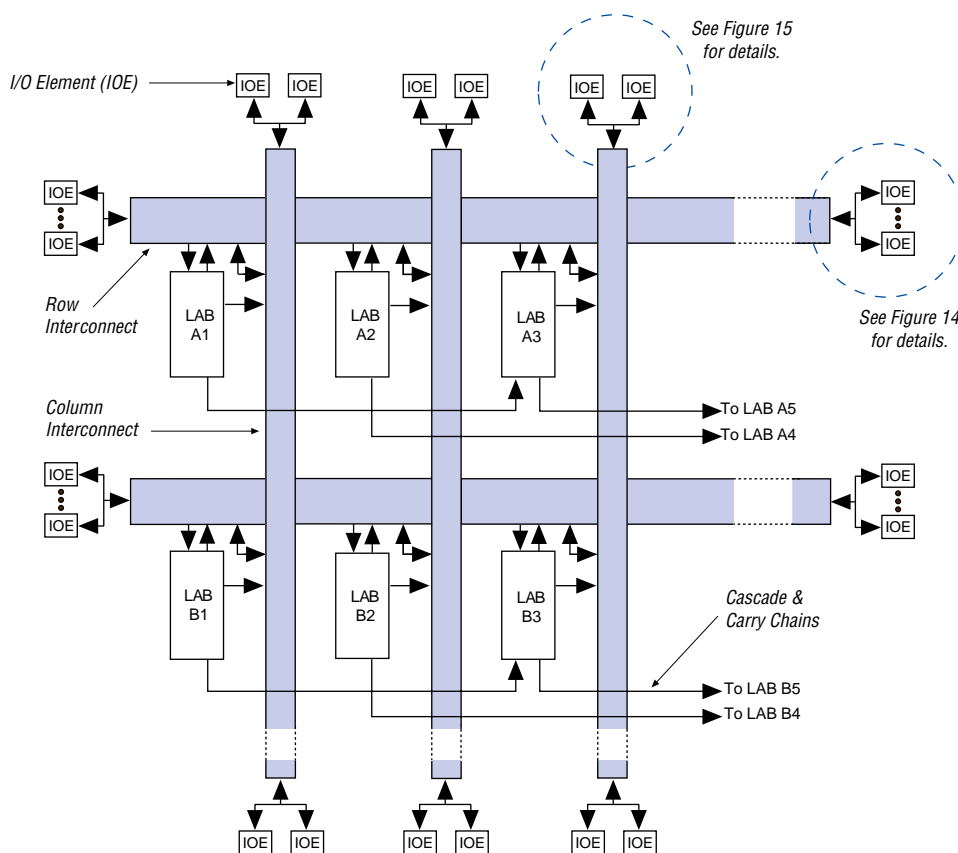 See Figure 15
for details.
I/O Element (IOE)
IOE IOE IOE IOE IOE IOE
IOE IOE
IOE IOE
Row
Interconnect
LAB
A1
LAB
A2
LAB
A3
See Figure 14
for details.
Column
Interconnect
To LAB A5
To LAB A4
IOE IOE
IOE IOE
LAB
B1
LAB
B2
LAB
B3
Cascade &
Carry Chains
To LAB B5
To LAB B4
IOE IOE IOE IOE IOE IOE